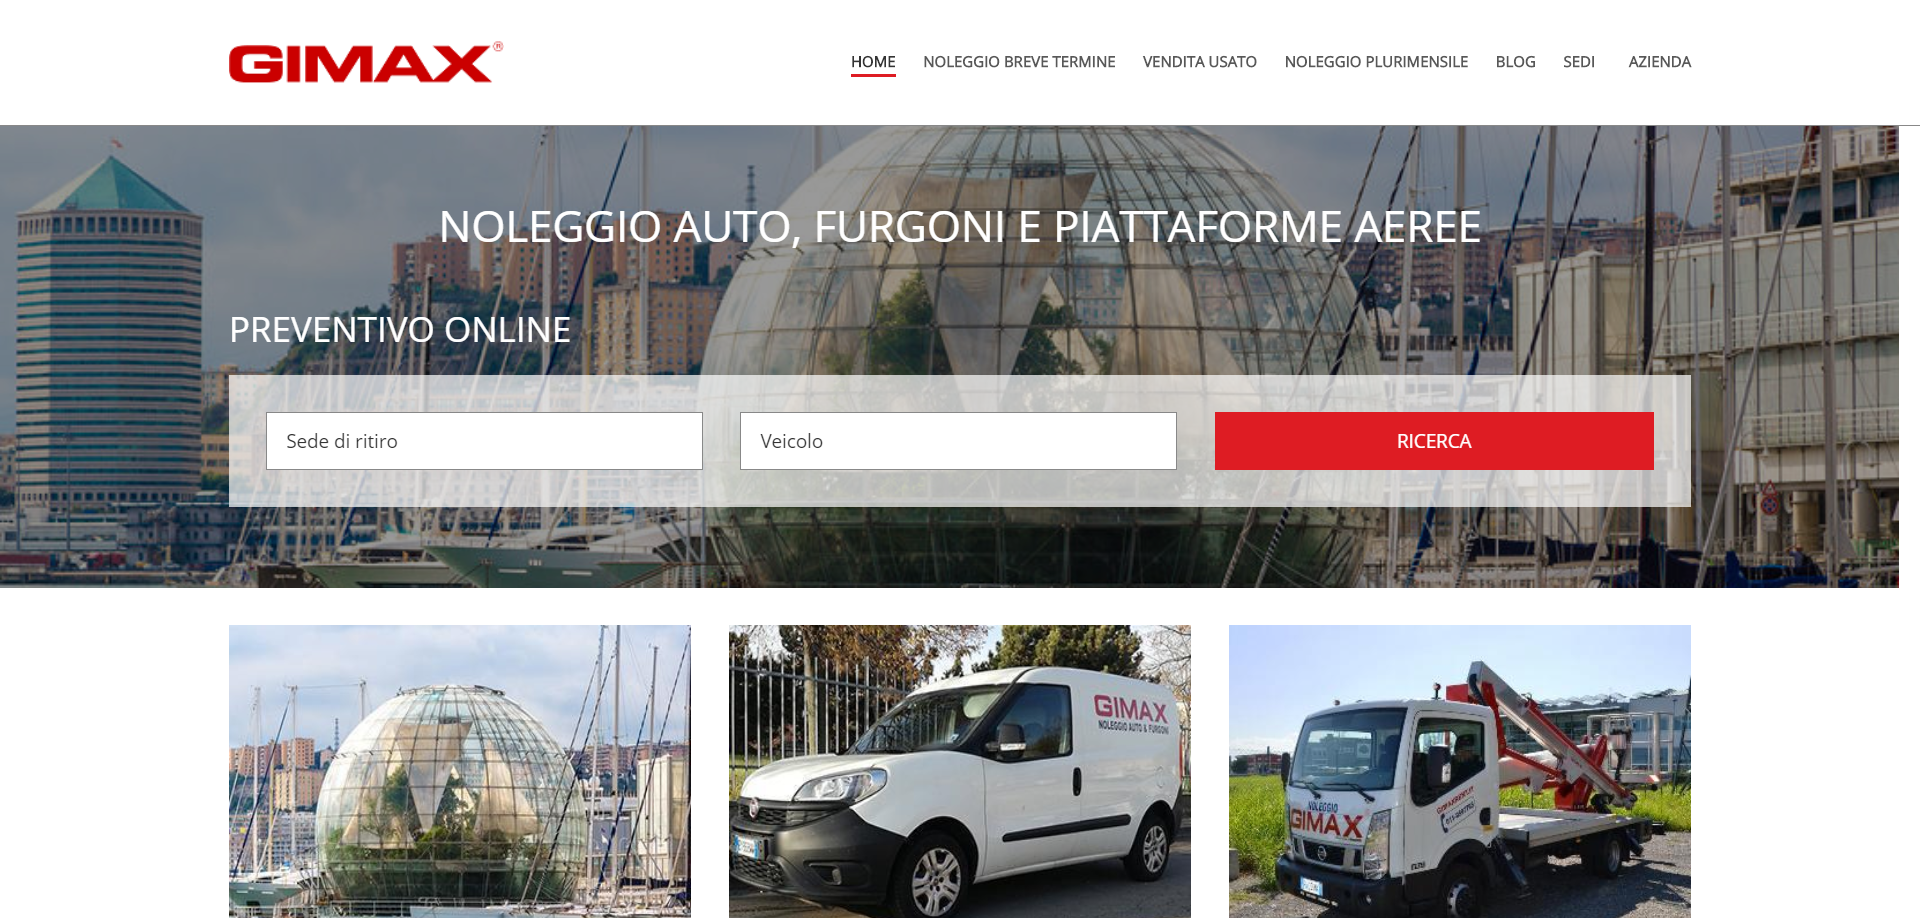 GIMAX®
HOME NOLEGGIO BREVE TERMINE VENDITA USATO NOLEGGIO PLURIMENSILE BLOG SEDI AZIENDA
NOLEGGIO AUTO, FURGONI E PIATTAFORME AEREE
PREVENTIVO ONLINE
Sede di ritiro
Veicolo
RICERCA
GIMAX
NOLEGGIO AUTO & FURGONI
NOLEGGIO
GIMAX